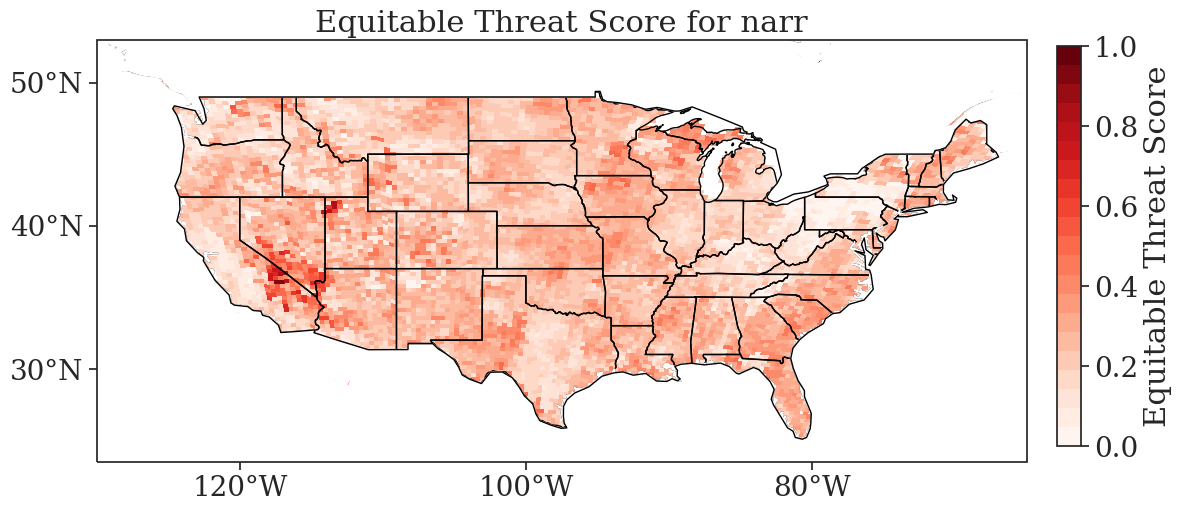 Equitable Threat Score for narr
50°N
40°N
30°N
120°W
100°W
80°W
1.0
0.8
0.6
0.4
0.2
0.0
Equitable Threat Score